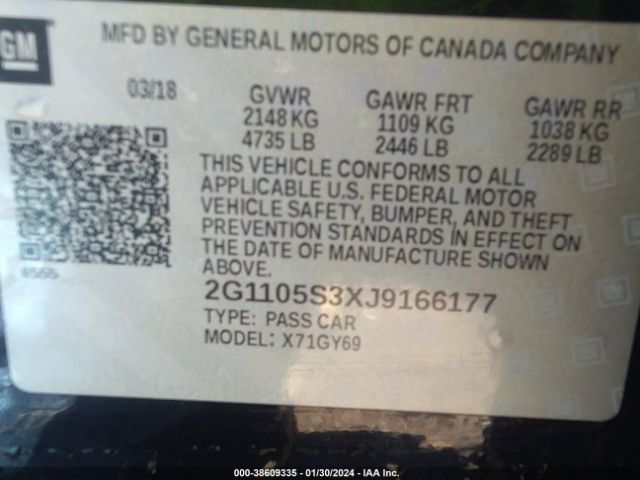 GM
MFD BY GENERAL MOTORS OF CANADA COMPANY
03/18
GVWR
2148 KG
4735 LB
GAWR FRT
1109 KG
2446 LB
GAWR RR
1038 KG
2289 LB
THIS VEHICLE CONFORMS TO ALL
APPLICABLE U.S. FEDERAL MOTOR
VEHICLE SAFETY, BUMPER, AND THEFT
PREVENTION STANDARDS IN EFFECT ON
THE DATE OF MANUFACTURE SHOWN
ABOVE.
2G1105S3XJ9166177
TYPE: PASS CAR
MODEL: X71GY69
000-38609335 - 01/30/2024 - IAA Inc.